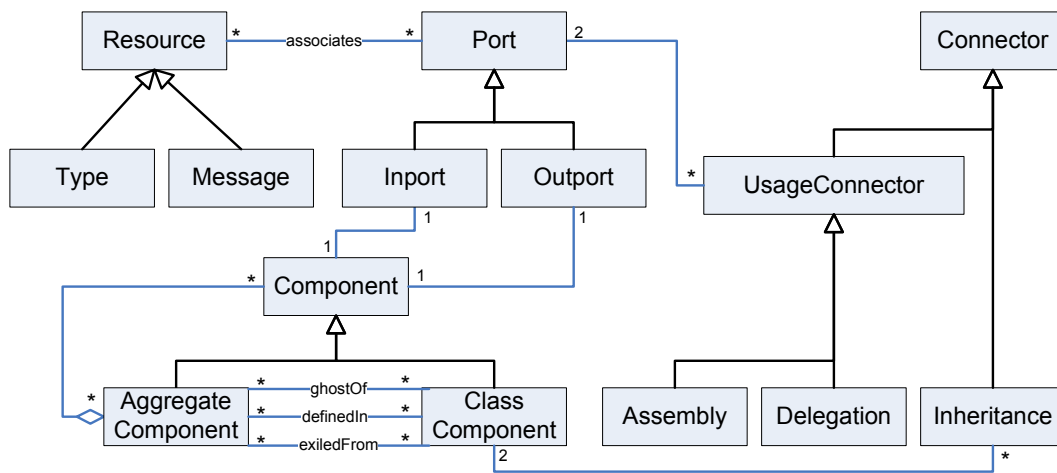 Resource
*
associates
*
Port
2
Connector
Type
Message
Inport
Outport
UsageConnector
*
1
1
1
*
Component
1
*
Aggregate
Component
*
ghostOf
*
*
definedIn
*
*
exiledFrom
*
Class
Component
2
Assembly
Delegation
Inheritance
*